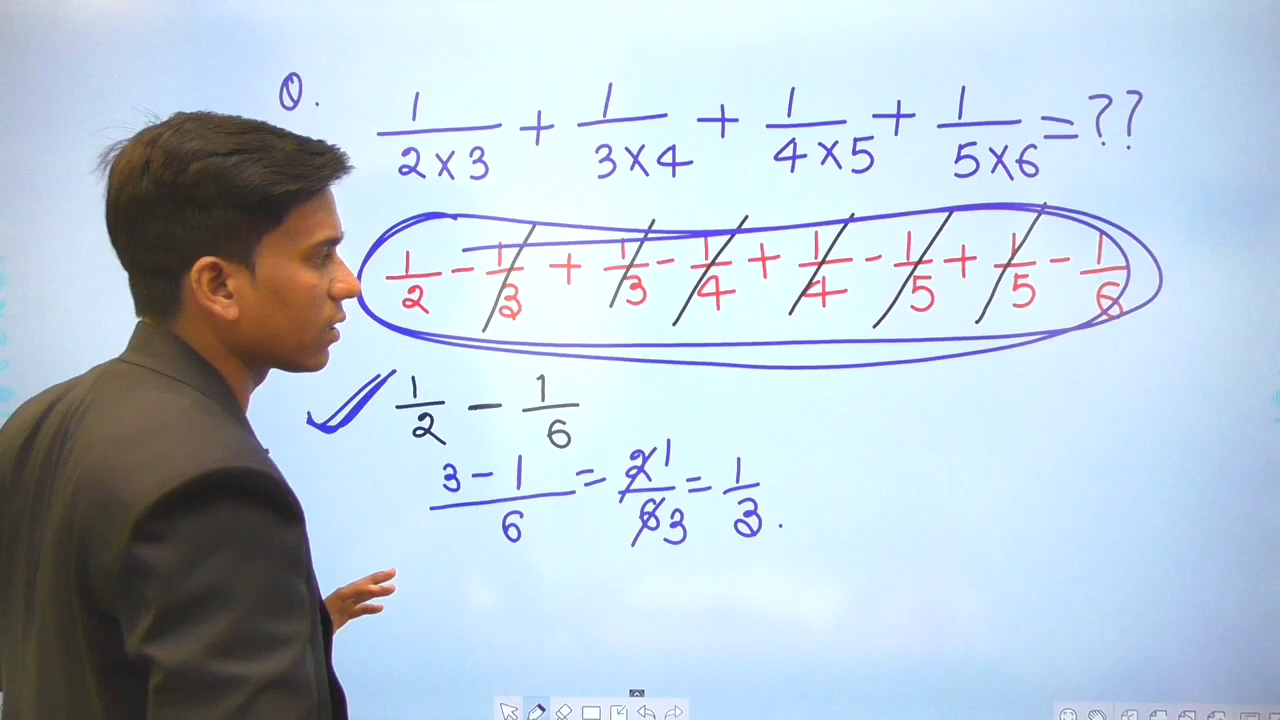 Q. 1/(2×3) + 1/(3×4) + 1/(4×5) + 1/(5×6) = ??
1/2 - 1/3 + 1/3 - 1/4 + 1/4 - 1/5 + 1/5 - 1/6
1/2 - 1/6
(3 - 1)/6 = 2 1/6 3 = 1/3.